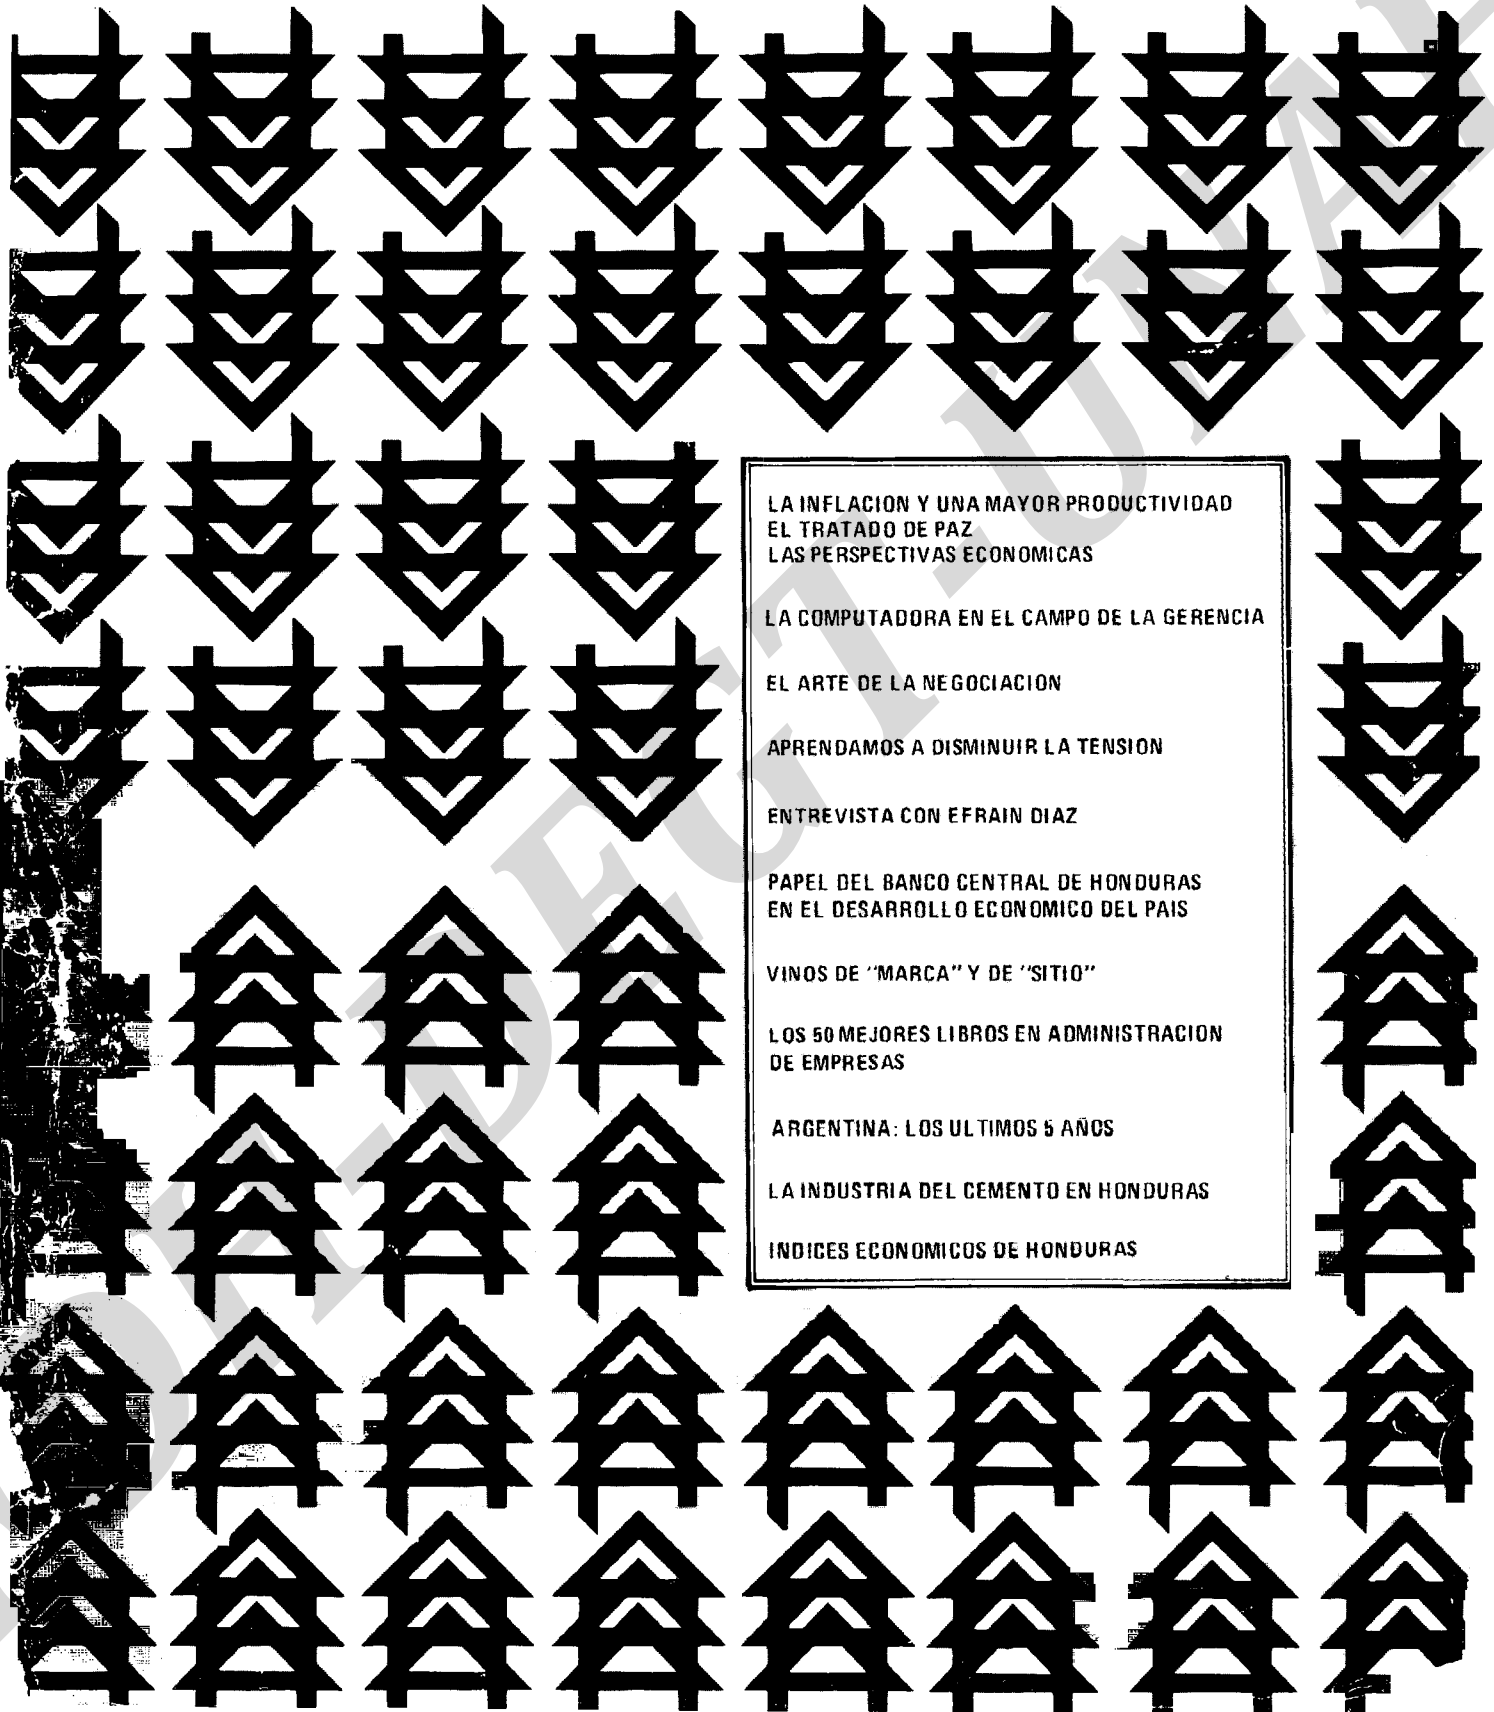 LA INFLACION Y UNA MAYOR PRODUCTIVIDAD
EL TRATADO DE PAZ
LAS PERSPECTIVAS ECONOMICAS
LA COMPUTADORA EN EL CAMPO DE LA GERENCIA
EL ARTE DE LA NEGOCIACION
APRENDAMOS A DISMINUIR LA TENSION
ENTREVISTA CON EFRAIN DIAZ
PAPEL DEL BANCO CENTRAL DE HONDURAS
EN EL DESARROLLO ECONOMICO DEL PAIS
VINOS DE "MARCA" Y DE "SITIO"
LOS 50 MEJORES LIBROS EN ADMINISTRACION
DE EMPRESAS
ARGENTINA: LOS ULTIMOS 5 AÑOS
LA INDUSTRIA DEL CEMENTO EN HONDURAS
INDICES ECONOMICOS DE HONDURAS